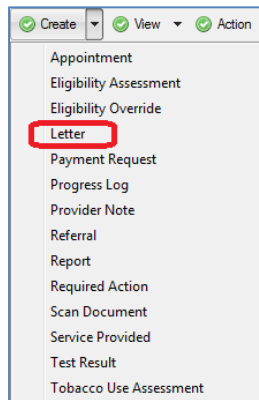 Create View Action
Appointment
Eligibility Assessment
Eligibility Override
Letter
Payment Request
Progress Log
Provider Note
Referral
Report
Required Action
Scan Document
Service Provided
Test Result
Tobacco Use Assessment